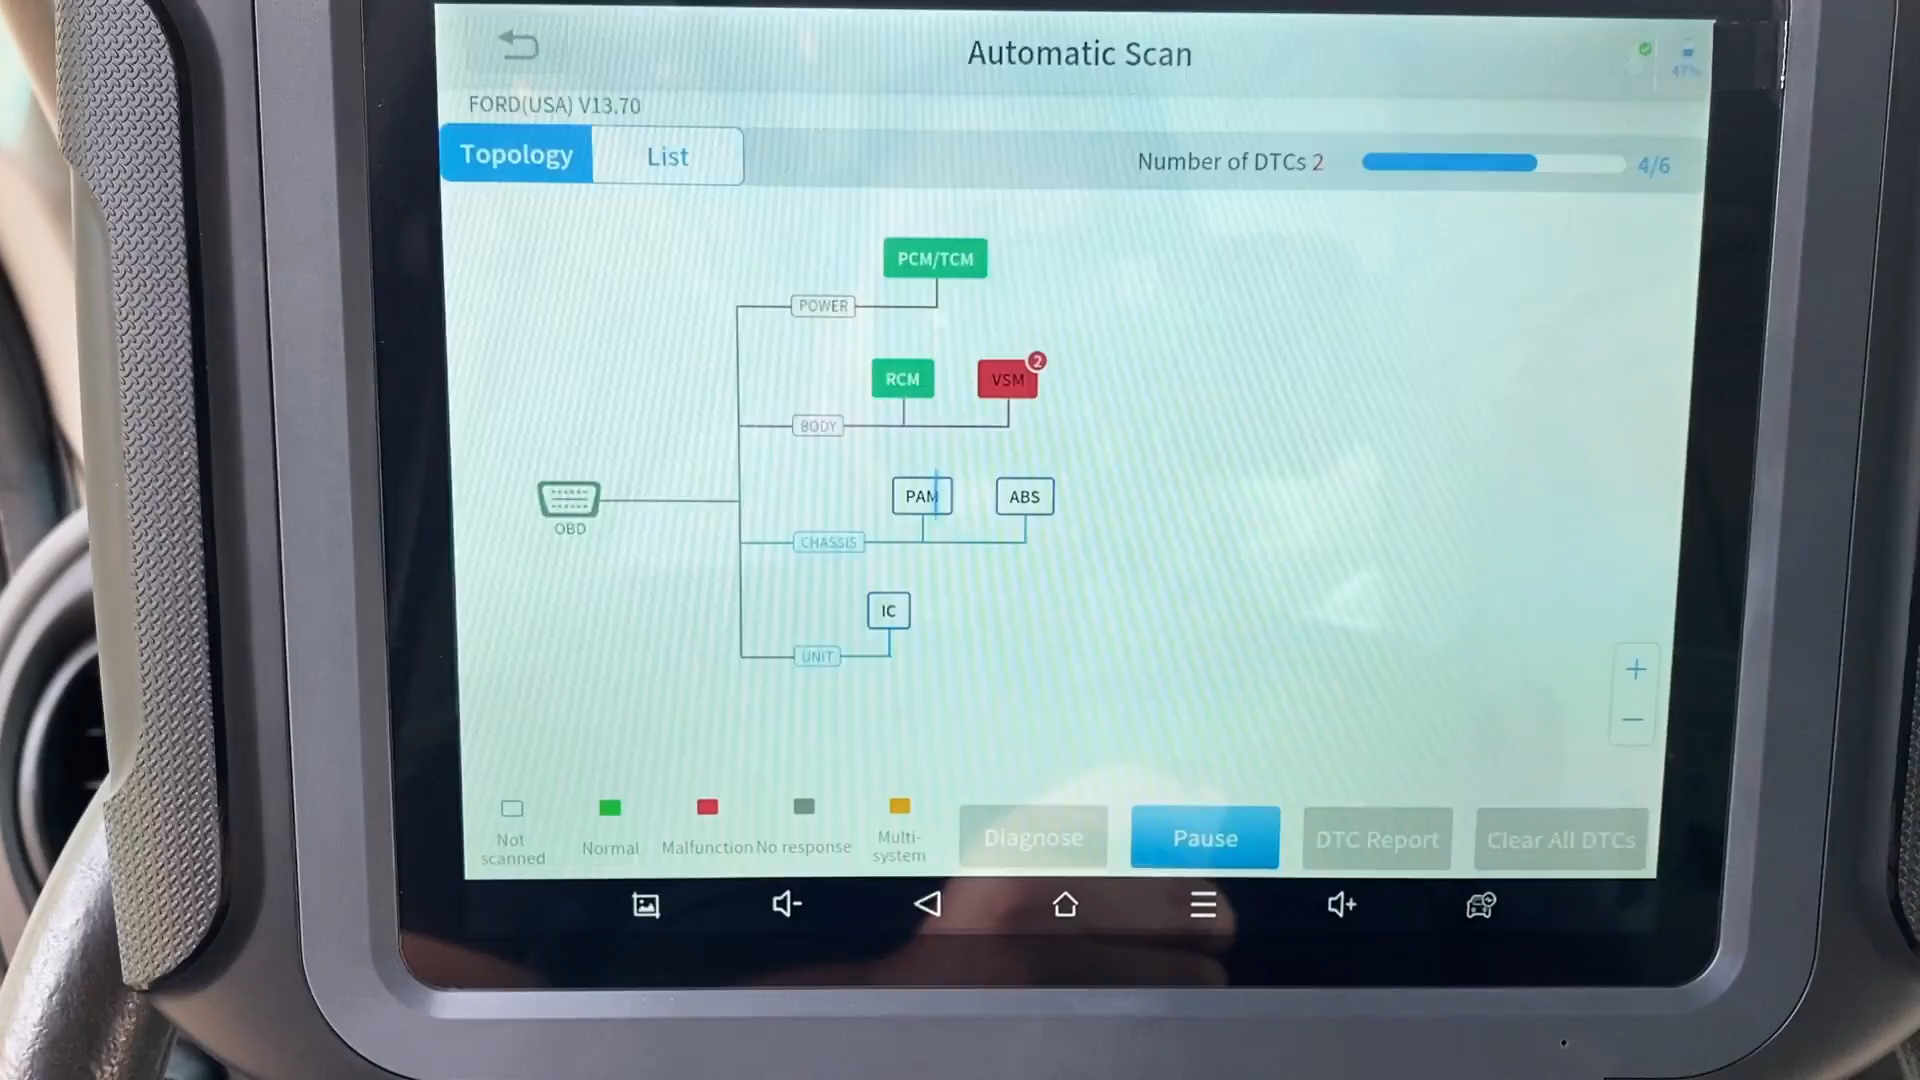 Automatic Scan
47%
FORD(USA) V13.70
Topology
List
Number of DTCs 2
4/6
PCM/TCM
POWER
RCM
VSM
2
BODY
PAM
ABS
CHASSIS
OBD
IC
UNIT
+
−
Not
scanned
Normal
Malfunction
No response
Multi-
system
Diagnose
Pause
DTC Report
Clear All DTCs